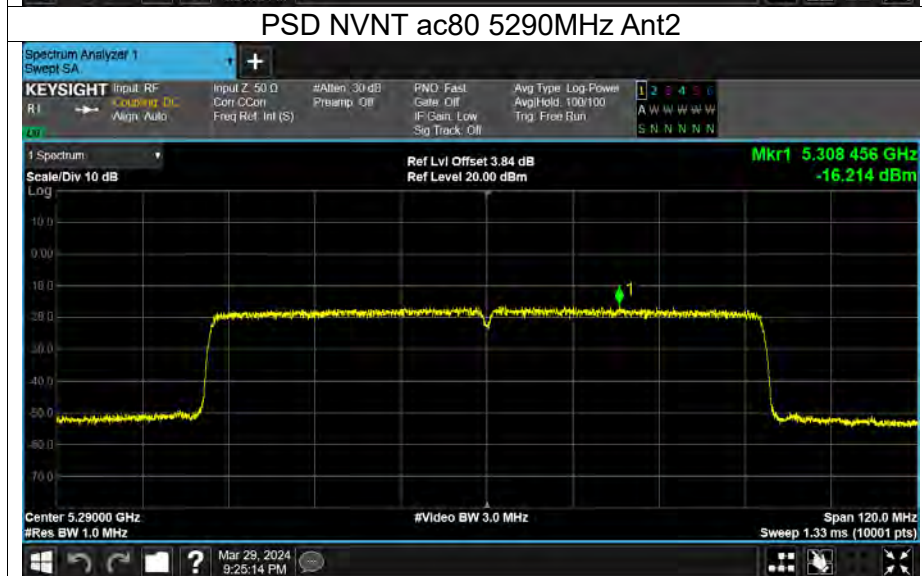 PSD NVNT ac80 5290MHz Ant2
Spectrum Analyzer 1
Swept SA
+
KEYSIGHT Input: RF Input Z: 50 Ω #Atten: 30 dB PNO: Fast Avg Type: Log-Power 1 2 3 4 5 6
Coupling: DC Corr CCorr Preamp: Off Gate: Off Avg|Hold: 100/100 A W W W W W
Align: Auto Freq Ref: Int (S) IF Gain: Low Trig: Free Run
Sig Track: Off S N N N N N
1 Spectrum Ref Lvl Offset 3.84 dB Mkr1 5.308 456 GHz
Scale/Div 10 dB Ref Level 20.00 dBm -16.214 dBm
Log
10.0
0.00
1
-40.0
-50.0
-60.0
-70.0
Center 5.29000 GHz #Video BW 3.0 MHz Span 120.0 MHz
#Res BW 1.0 MHz Sweep 1.33 ms (10001 pts)
? Mar 29, 2024
9:25:14 PM